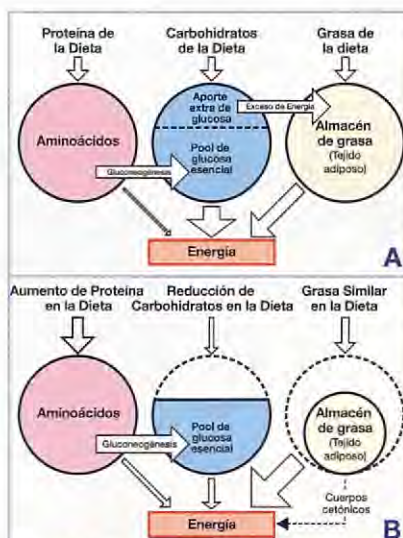 Proteína de
la Dieta
Carbohidratos
de la Dieta
Grasa de
la dieta
Aporte
extra de
glucosa
Exceso de Energía
Aminoácidos
Almacén
de grasa
(Tejido
adiposo)
Pool de
glucosa
esencial
Gluconeogénesis
Energía
A
Aumento de Proteína
en la Dieta
Reducción de
Carbohidratos en la Dieta
Grasa Similar
en la Dieta
Aminoácidos
Almacén
de grasa
(Tejido
adiposo)
Pool de
glucosa
esencial
Gluconeogénesis
Cuerpos
cetónicos
Energía
B